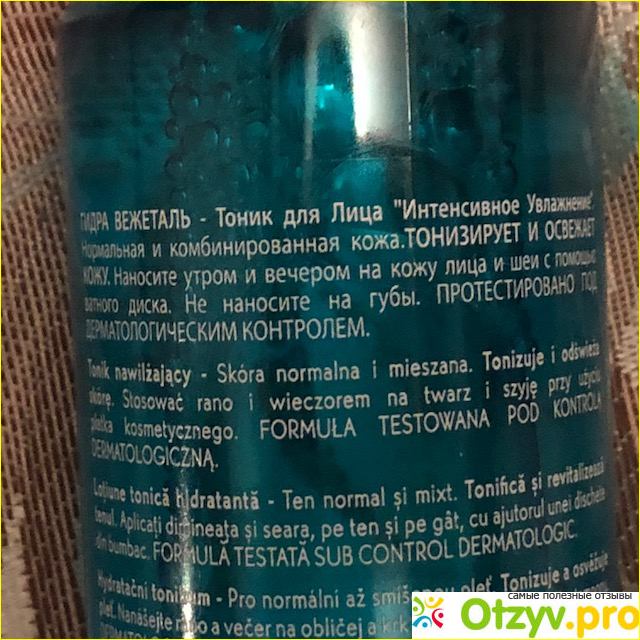 ГИДРА ВЕЖЕТАЛЬ - Тоник для Лица "Интенсивное Увлажнение".
Нормальная и комбинированная кожа.ТОНИЗИРУЕТ И ОСВЕЖАЕТ
КОЖУ. Наносите утром и вечером на кожу лица и шеи с помощью
ватного диска. Не наносите на губы. ПРОТЕСТИРОВАНО ПОД
ДЕРМАТОЛОГИЧЕСКИМ КОНТРОЛЕМ.
Tonik nawilżający - Skóra normalna i mieszana. Tonizuje i odświeża
skórę. Stosować rano i wieczorem na twarz i szyję przy użyciu
płatka kosmetycznego. FORMUŁA TESTOWANA POD KONTROLĄ
DERMATOLOGICZNĄ.
Loțiune tonică hidratantă - Ten normal și mixt. Tonifică și revitalizează
tenul. Aplicați dimineața și seara, pe ten și pe gât, cu ajutorul unei dischete
din bumbac. FORMULĂ TESTATĂ SUB CONTROL DERMATOLOGIC.
Hydratační tonikum - Pro normální až smíšenou pleť. Tonizuje a osvěžuje
pleť. Nanášejte ráno a večer na obličej a krk
самые полезные отзывы
Otzyv.pro